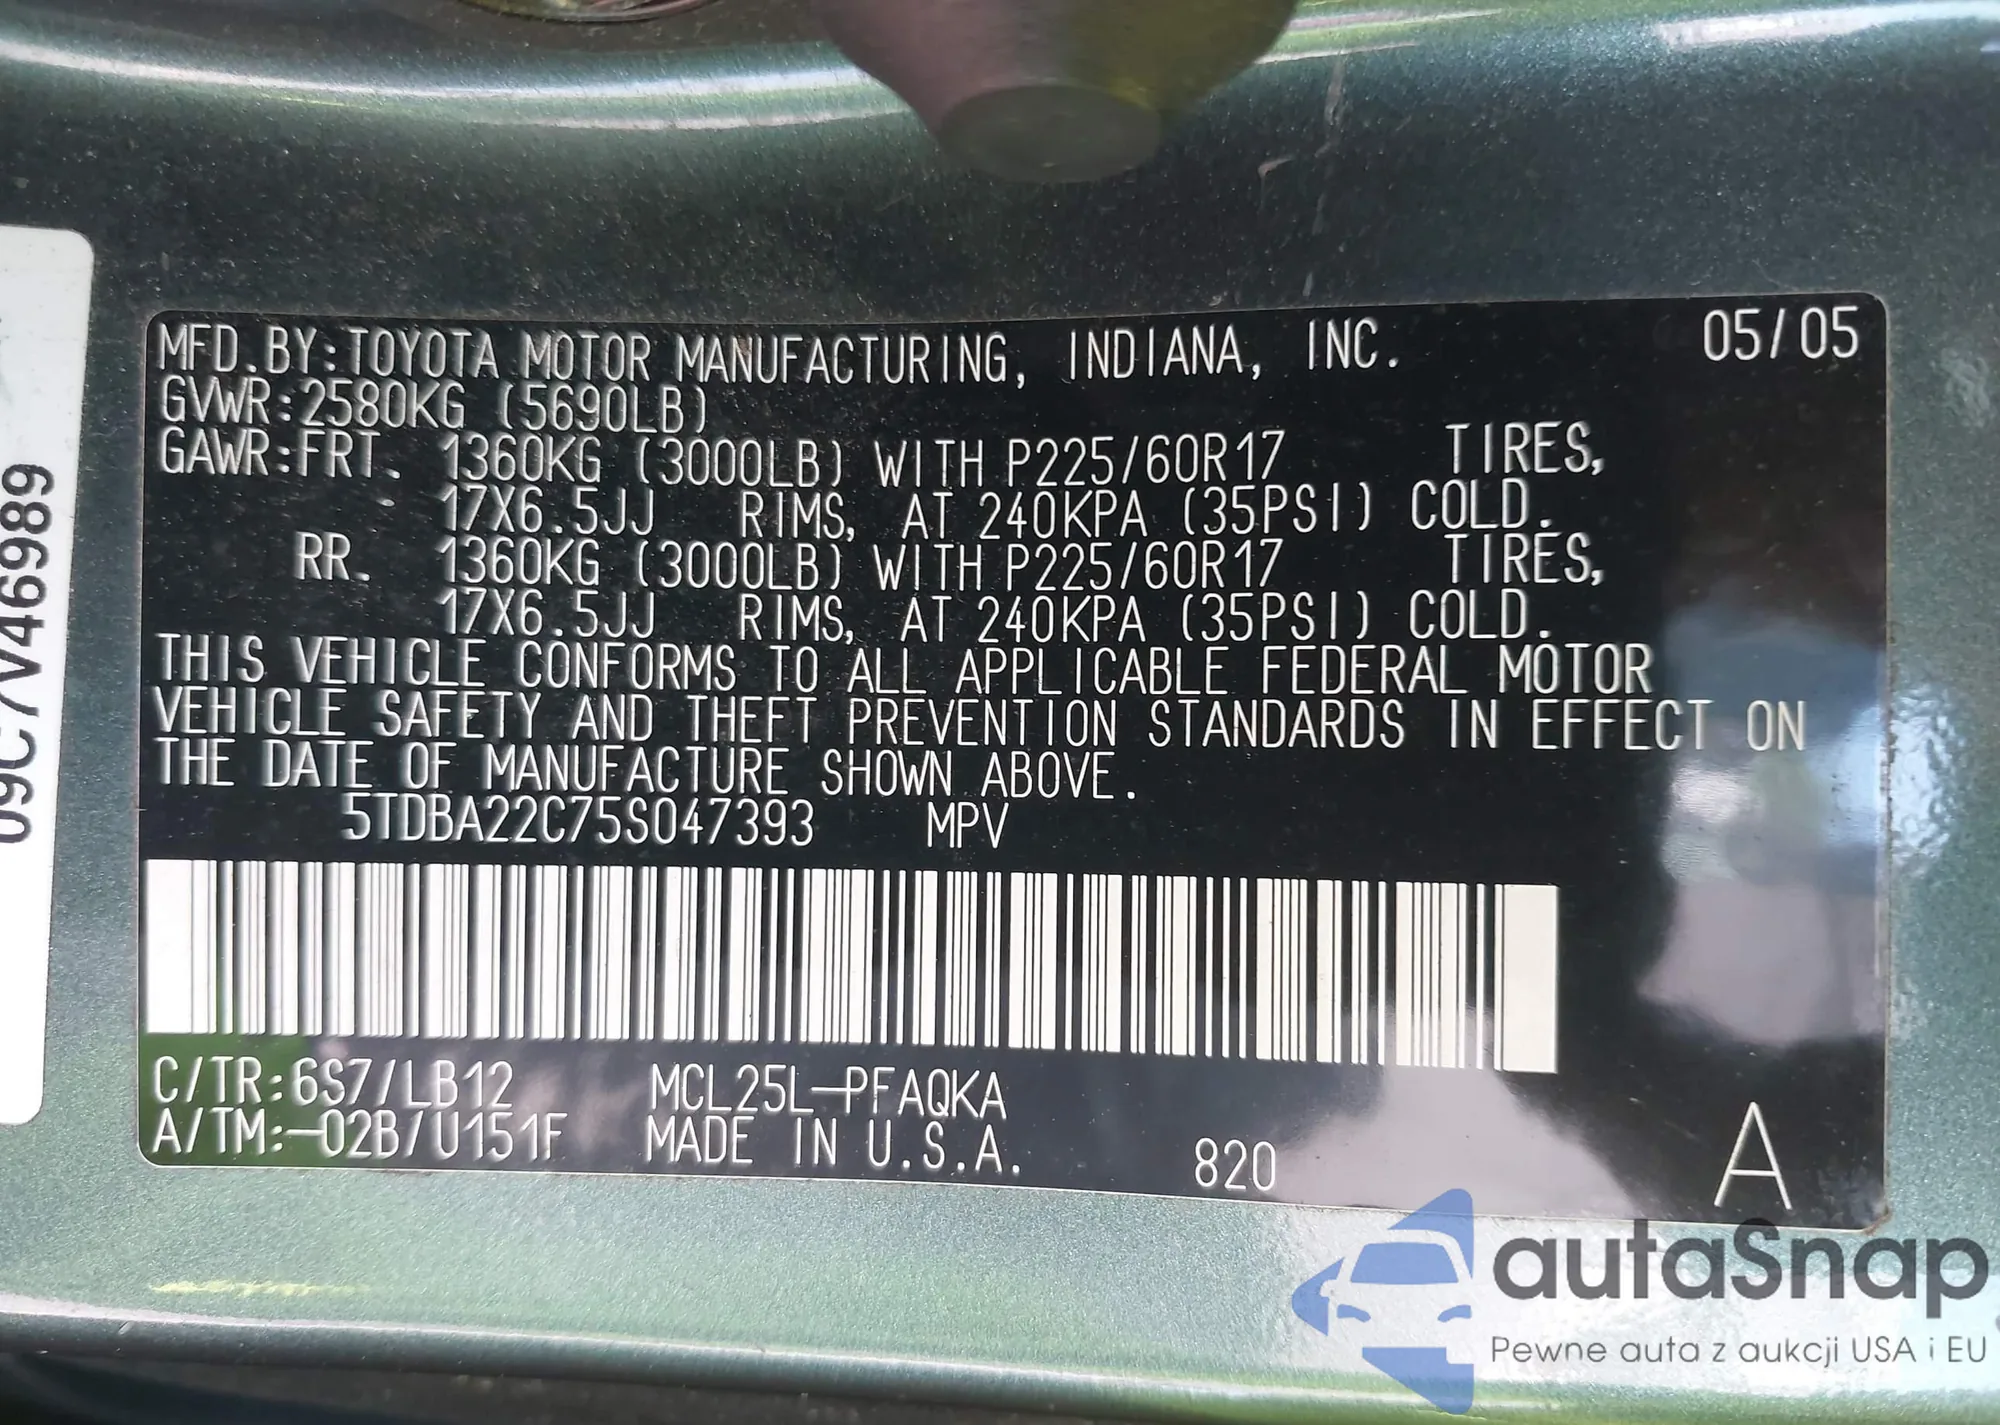 MFD.BY:TOYOTA MOTOR MANUFACTURING, INDIANA, INC. 05/05
GVWR:2580KG (5690LB)
GAWR:FRT. 1360KG (3000LB) WITH P225/60R17 TIRES,
17X6.5JJ RIMS, AT 240KPA (35PSI) COLD.
RR. 1360KG (3000LB) WITH P225/60R17 TIRES,
17X6.5JJ RIMS, AT 240KPA (35PSI) COLD.
THIS VEHICLE CONFORMS TO ALL APPLICABLE FEDERAL MOTOR
VEHICLE SAFETY AND THEFT PREVENTION STANDARDS IN EFFECT ON
THE DATE OF MANUFACTURE SHOWN ABOVE.
5TDBA22C75S047393 MPV
C/TR:6S7/LB12 MCL25L-PFAQKA
A/TM:-02B/U151F MADE IN U.S.A. 820 A
09C7V46989
autaSnap
Pewne auta z aukcji USA i EU